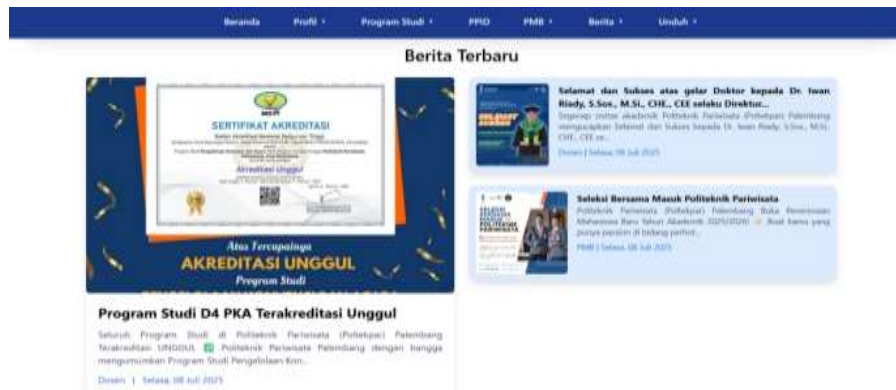 Beranda
Profil
Program Studi
PPID
PMB
Berita
Unduh
Berita Terbaru
SERTIFIKAT AKREDITASI
Akreditasi Unggul
Atas Tercapainya
AKREDITASI UNGGUL
Program Studi
Program Studi D4 PKA Terakreditasi Unggul
Seluruh Program Studi di Politeknik Pariwisata (Poltekpar) Palembang
Terakreditasi UNGGUL ✅ Politeknik Pariwisata Palembang dengan bangga
mengumumkan Program Studi Pengelolaan Kon...
Dosen | Selasa, 08 Juli 2025
Selamat dan Sukses atas gelar Doktor kepada Dr. Iwan
Riady, S.Sos., M.Si., CHE., CEE selaku Direktur...
Segenap civitas akademik Politeknik Pariwisata (Poltekpar) Palembang
mengucapkan Selamat dan Sukses kepada Dr. Iwan Riady, S.Sos., M.Si.,
CHE., CEE se...
Dosen | Selasa, 08 Juli 2025
SELEKSI
BERSAMA
MASUK
POLITEKNIK
PARIWISATA
Seleksi Bersama Masuk Politeknik Pariwisata
Politeknik Pariwisata (Poltekpar) Palembang Buka Penerimaan
Mahasiswa Baru Tahun Akademik 2025/2026! Buat kamu yang
punya passion di bidang pariwi...
PMB | Selasa, 08 Juli 2025